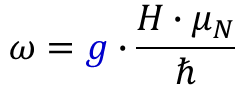 ω = g · H · μ_N / ħ